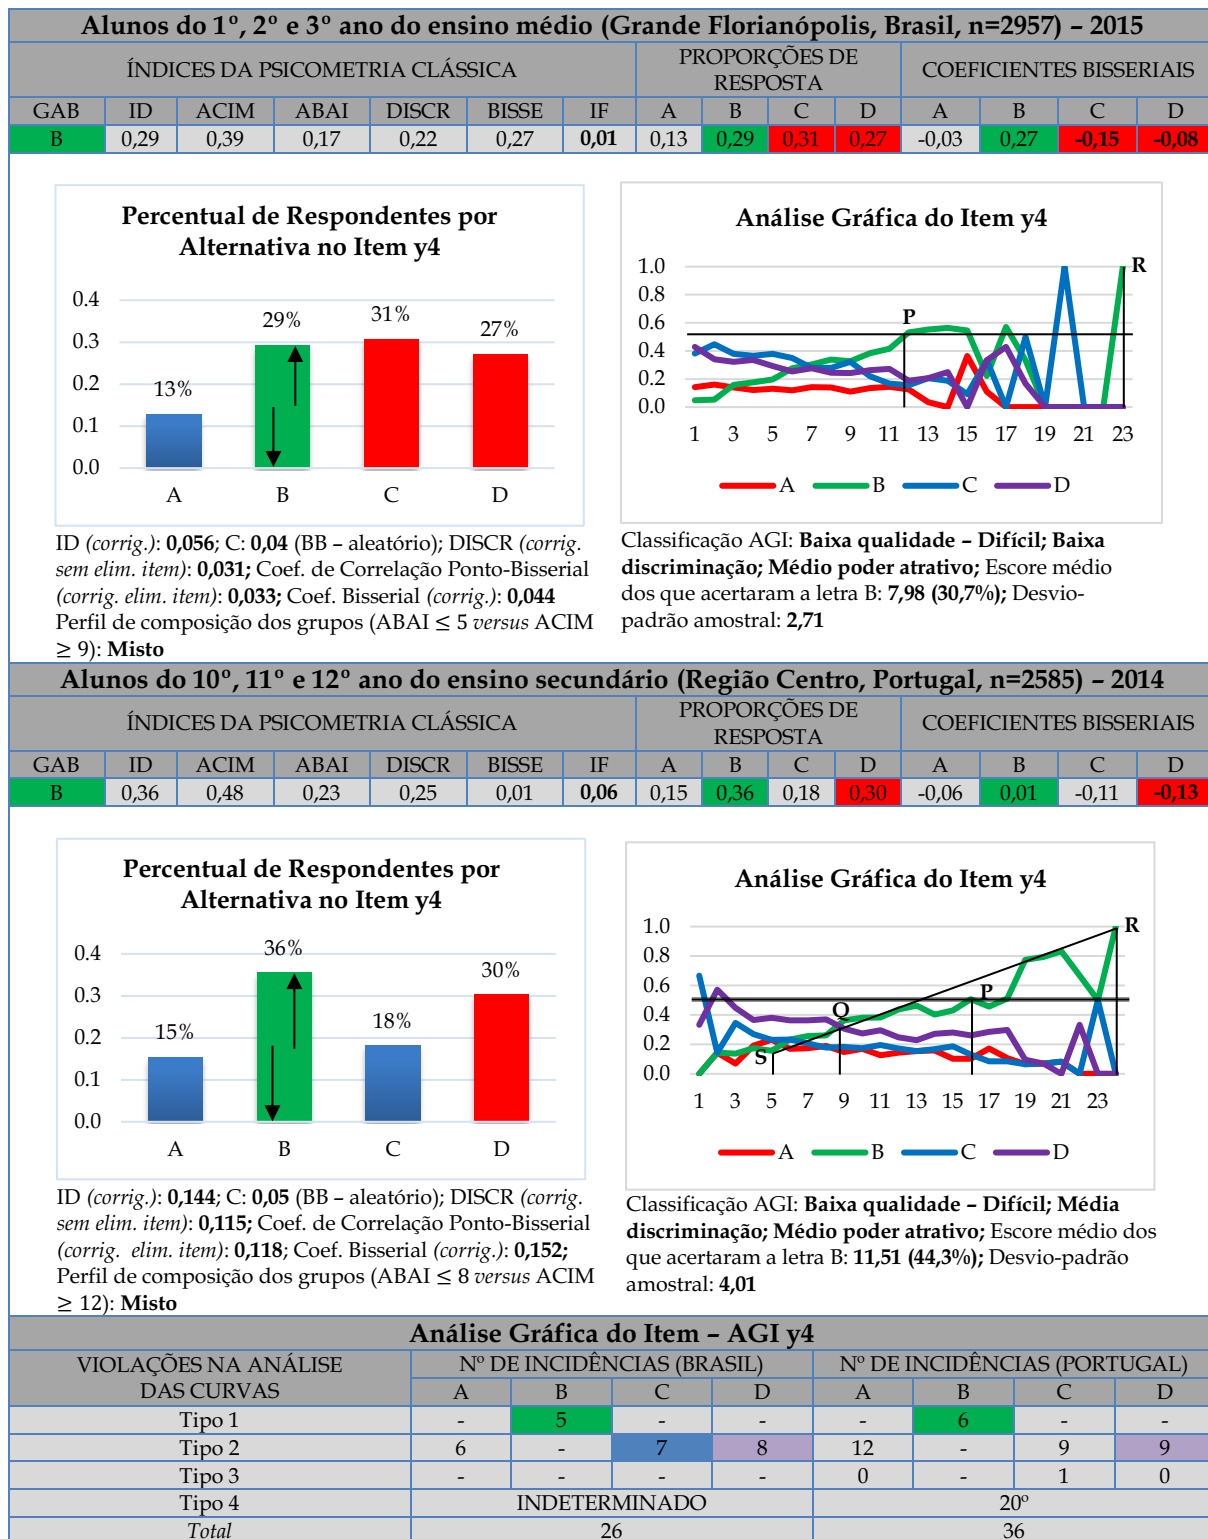 Alunos do 1º, 2º e 3º ano do ensino médio (Grande Florianópolis, Brasil, n=2957) – 2015
ÍNDICES DA PSICOMETRIA CLÁSSICA PROPORÇÕES DE RESPOSTA COEFICIENTES BISSERIAIS
GAB ID ACIM ABAI DISCR BISSE IF A B C D A B C D
B 0,29 0,39 0,17 0,22 0,27 0,01 0,13 0,29 0,31 0,27 -0,03 0,27 -0,15 -0,08
Percentual de Respondentes por
Alternativa no Item y4
0.4
0.3
0.2
0.1
0.0
13% 29% 31% 27%
A B C D
Análise Gráfica do Item y4
1.0
0.8
0.6
0.4
0.2
0.0
P R
1 3 5 7 9 11 13 15 17 19 21 23
A B C D
ID (corrig.): 0,056; C: 0,04 (BB – aleatório); DISCR (corrig.
sem elim. item): 0,031; Coef. de Correlação Ponto-Bisserial
(corrig. elim. item): 0,033; Coef. Bisserial (corrig.): 0,044
Perfil de composição dos grupos (ABAI ≤ 5 versus ACIM
≥ 9): Misto
Classificação AGI: Baixa qualidade – Difícil; Baixa
discriminação; Médio poder atrativo; Escore médio
dos que acertaram a letra B: 7,98 (30,7%); Desvio-
padrão amostral: 2,71
Alunos do 10º, 11º e 12º ano do ensino secundário (Região Centro, Portugal, n=2585) – 2014
ÍNDICES DA PSICOMETRIA CLÁSSICA PROPORÇÕES DE RESPOSTA COEFICIENTES BISSERIAIS
GAB ID ACIM ABAI DISCR BISSE IF A B C D A B C D
B 0,36 0,48 0,23 0,25 0,01 0,06 0,15 0,36 0,18 0,30 -0,06 0,01 -0,11 -0,13
Percentual de Respondentes por
Alternativa no Item y4
0.4
0.3
0.2
0.1
0.0
15% 36% 18% 30%
A B C D
Análise Gráfica do Item y4
1.0
0.8
0.6
0.4
0.2
0.0
S Q P R
1 3 5 7 9 11 13 15 17 19 21 23
A B C D
ID (corrig.): 0,144; C: 0,05 (BB – aleatório); DISCR (corrig.
sem elim. item): 0,115; Coef. de Correlação Ponto-Bisserial
(corrig. elim. item): 0,118; Coef. Bisserial (corrig.): 0,152;
Perfil de composição dos grupos (ABAI ≤ 8 versus ACIM
≥ 12): Misto
Classificação AGI: Baixa qualidade – Difícil; Média
discriminação; Médio poder atrativo; Escore médio dos
que acertaram a letra B: 11,51 (44,3%); Desvio-padrão
amostral: 4,01
Análise Gráfica do Item – AGI y4
VIOLAÇÕES NA ANÁLISE DAS CURVAS Nº DE INCIDÊNCIAS (BRASIL) Nº DE INCIDÊNCIAS (PORTUGAL)
A B C D A B C D
Tipo 1 - 5 - - - 6 - -
Tipo 2 6 - 7 8 12 - 9 9
Tipo 3 - - - - 0 - 1 0
Tipo 4 INDETERMINADO 20º
Total 26 36